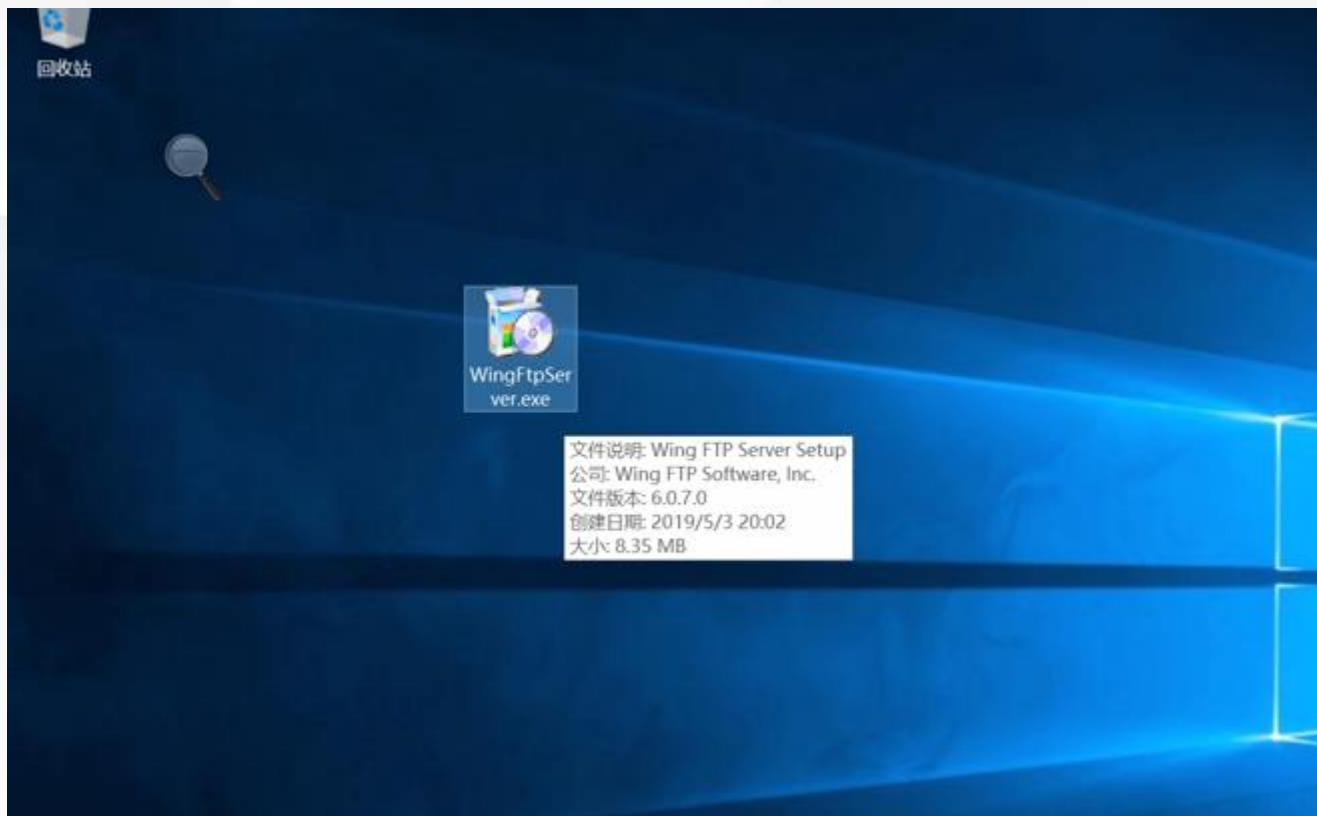 回收站
WingFtpSer
ver.exe
文件说明: Wing FTP Server Setup
公司: Wing FTP Software, Inc.
文件版本: 6.0.7.0
创建日期: 2019/5/3 20:02
大小: 8.35 MB